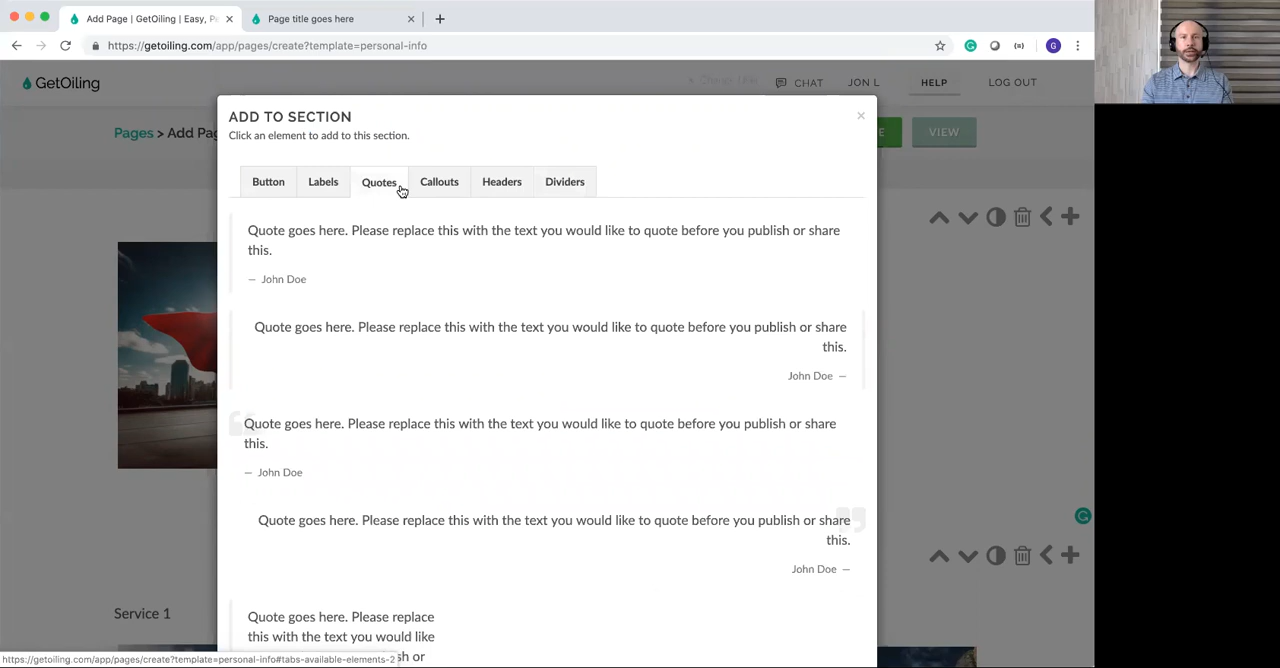 Add Page | GetOiling | Easy, P
Page title goes here
https://getoiling.com/app/pages/create?template=personal-info
GetOiling
CHAT
JON L
HELP
LOG OUT
Pages > Add Pag
E
VIEW
ADD TO SECTION
Click an element to add to this section.
Button
Labels
Quotes
Callouts
Headers
Dividers
Quote goes here. Please replace this with the text you would like to quote before you publish or share
this.
— John Doe
Quote goes here. Please replace this with the text you would like to quote before you publish or share
this.
John Doe —
Quote goes here. Please replace this with the text you would like to quote before you publish or share
this.
— John Doe
Quote goes here. Please replace this with the text you would like to quote before you publish or share
this.
John Doe —
Service 1
Quote goes here. Please replace
this with the text you would like
sh or
https://getoiling.com/app/pages/create?template=personal-info#tabs-available-elements-2